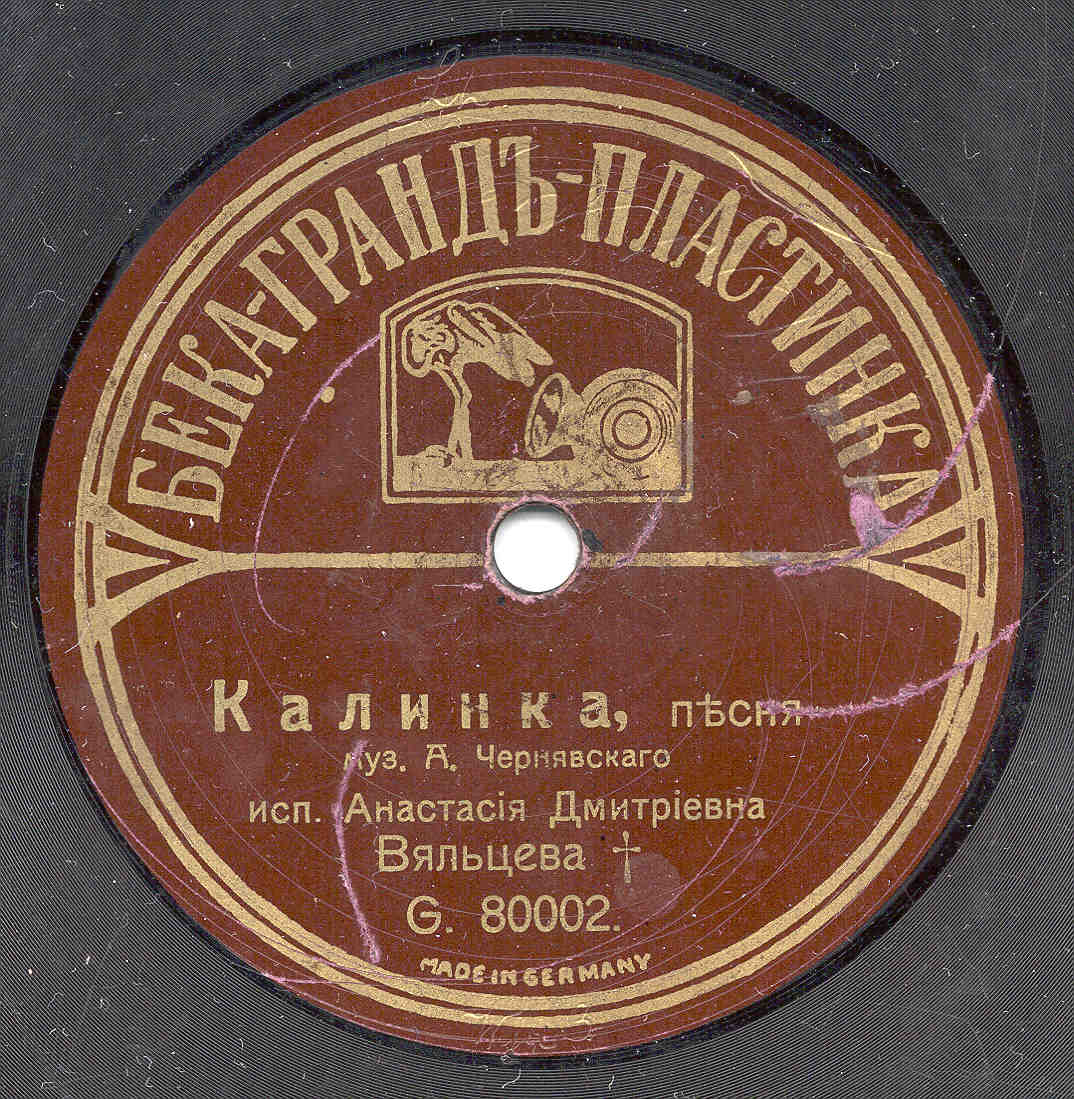 БЕКА-ГРАНДЪ-ПЛАСТИНКА
Калинка, пѣсня
муз. А. Чернявскаго
исп. Анастасія Дмитріевна
Вяльцева †
G. 80002.
MADE IN GERMANY